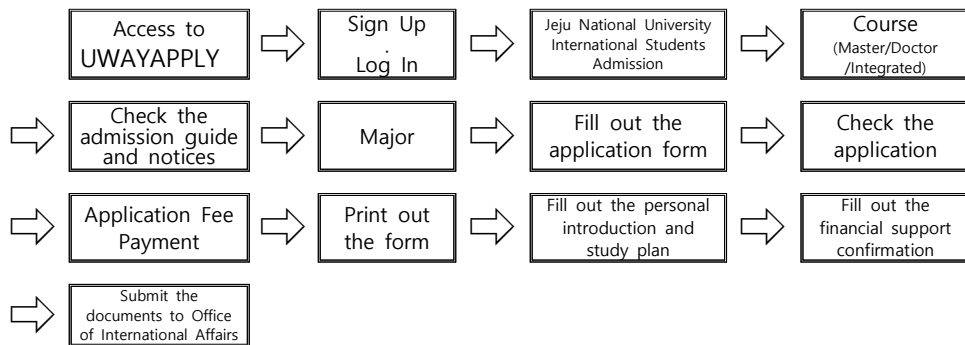 Access to
UWAYAPPLY
Sign Up
.
Log In
Jeju National University
International Students
Admission
Course
(Master/Doctor
/Integrated)
Check the
admission guide
and notices
Major
Fill out the
application form
Check the
application
Application Fee
Payment
Print out
the form
Fill out the personal
introduction and
study plan
Fill out the
financial support
confirmation
Submit the
documents to Office
of International Affairs